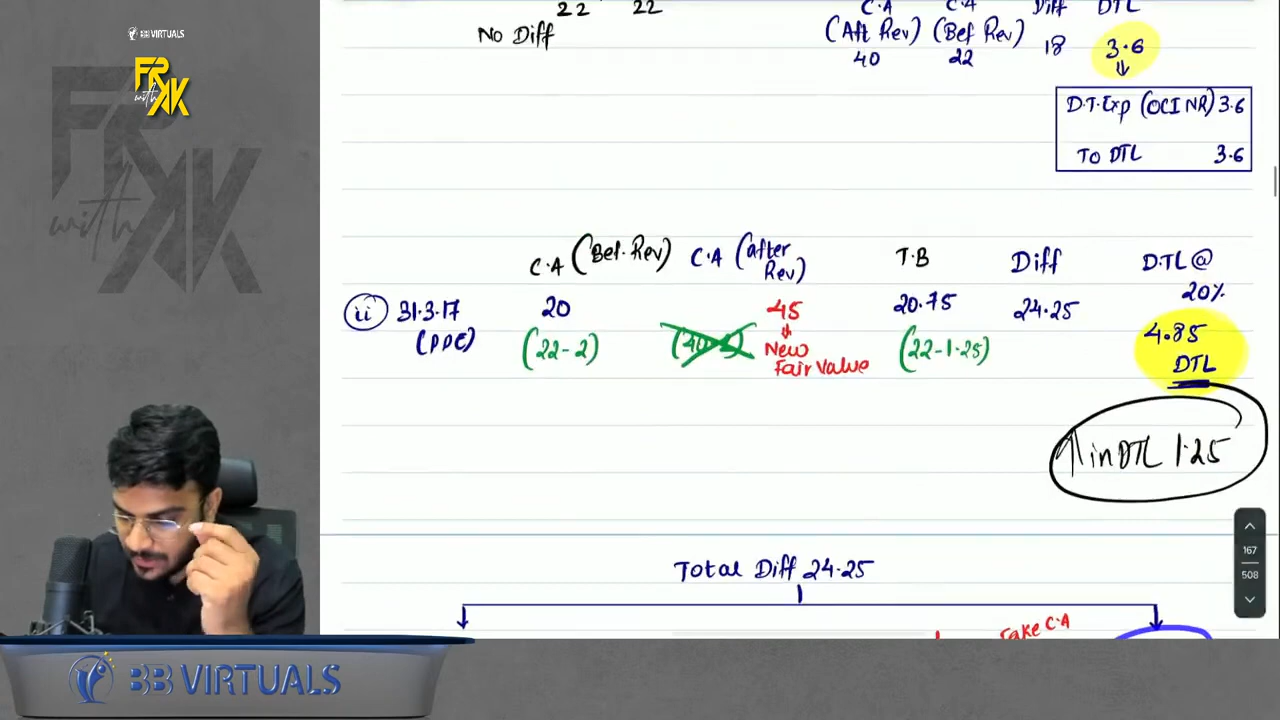 BB VIRTUALS
FR
with
AK
22 22
No Diff
C.A C.A Diff DTL
(Aft Rev) (Bef Rev)
40 22 18 3.6
D.T.Exp (OCI NR) 3.6
To DTL 3.6
C.A (Bef. Rev) C.A (after Rev) T.B Diff D.TL @ 20%
ii 31.3.17 20 45 20.75 24.25 4.85
(PPE) (22-2) New Fair Value (22-1.25) DTL
↑ in DTL 1.25
167
508
Total Diff 24.25
Fake C.A
BB VIRTUALS